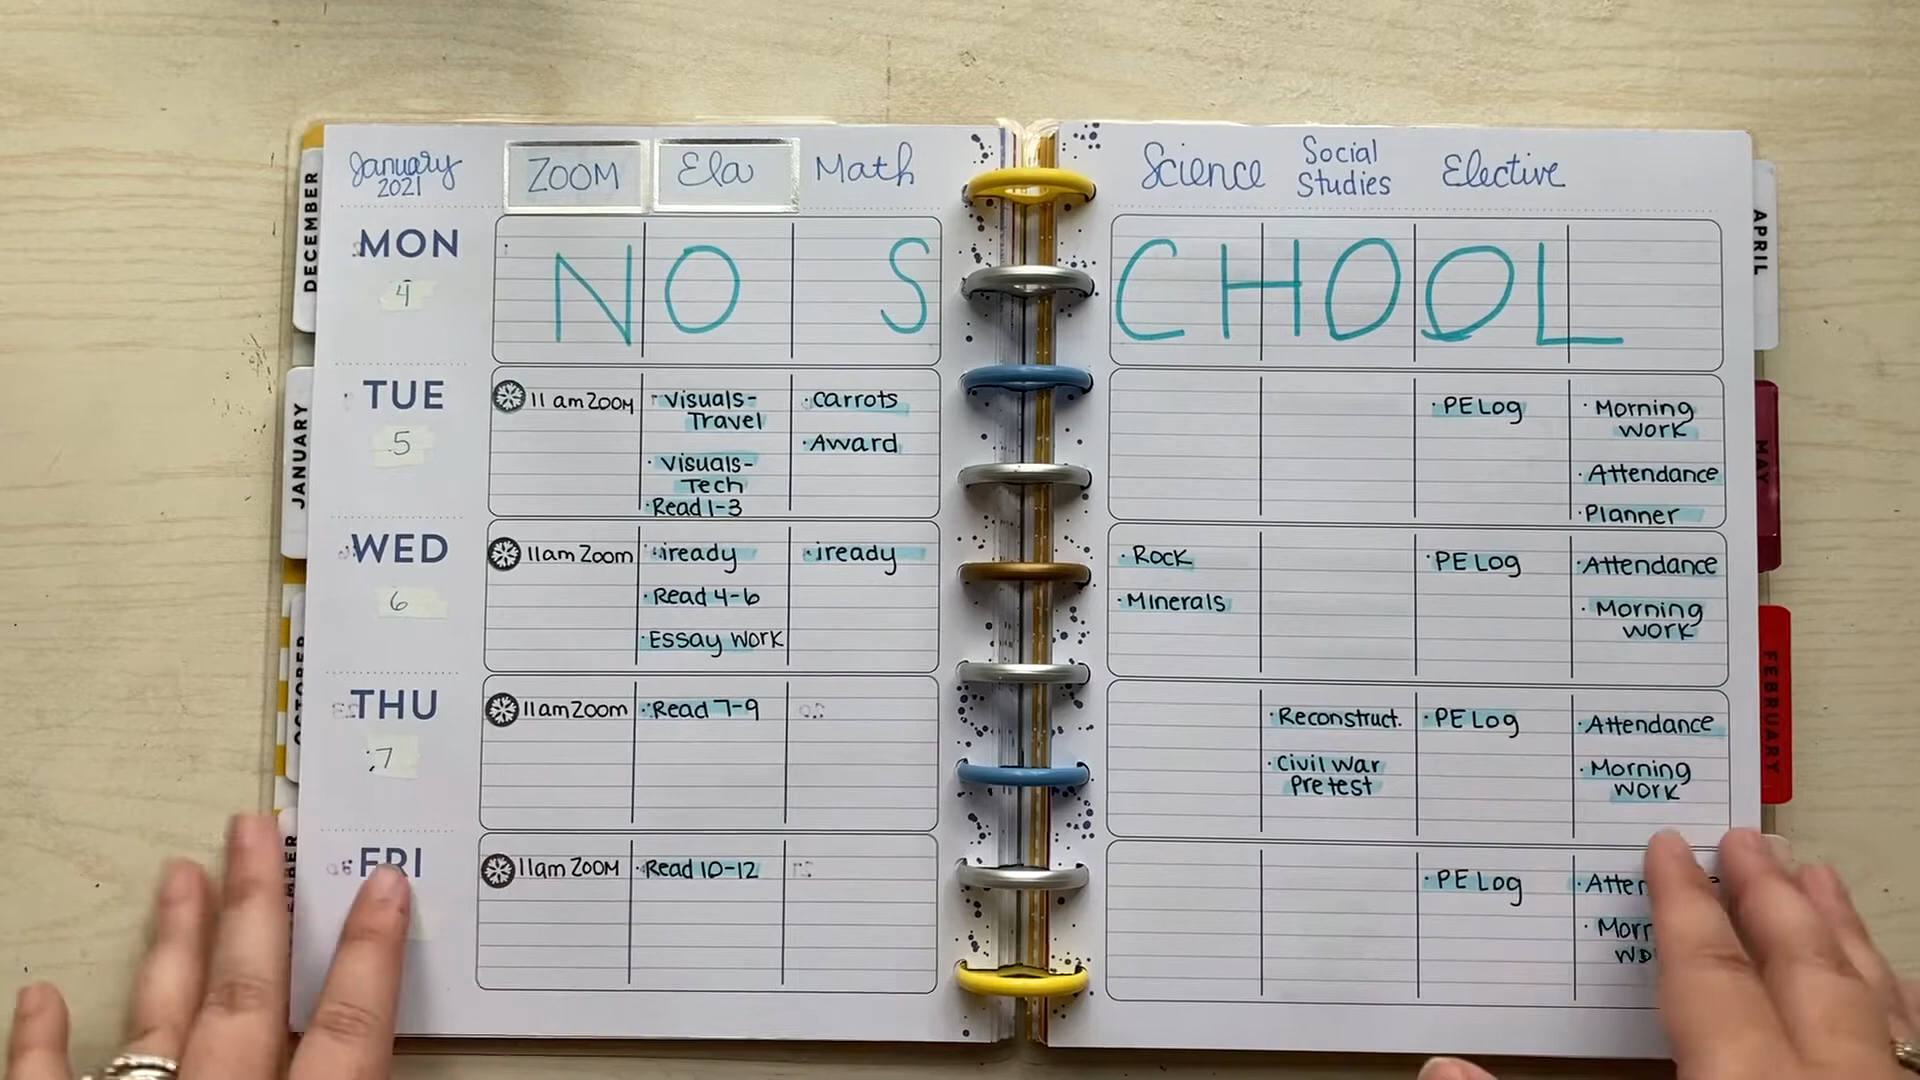 January
2021
ZOOM
Ela
Math
Science
Social
Studies
Elective
MON
4
NO SCHOOL
TUE
5
11 am ZOOM
Visuals-
Travel
· Visuals-
Tech
· Read 1-3
· Carrots
· Award
· PE Log
· Morning
work
· Attendance
· Planner
WED
6
11am Zoom
· iready
· Read 4-6
· Essay work
· iready
· Rock
· Minerals
· PE Log
· Attendance
· Morning
work
THU
7
11am Zoom
· Read 7-9
· Reconstruct.
· Civil War
Pretest
· PE Log
· Attendance
· Morning
work
FRI
11am ZOOM
· Read 10-12
· PE Log
DECEMBER
JANUARY
OCTOBER
APRIL
MAY
FEBRUARY